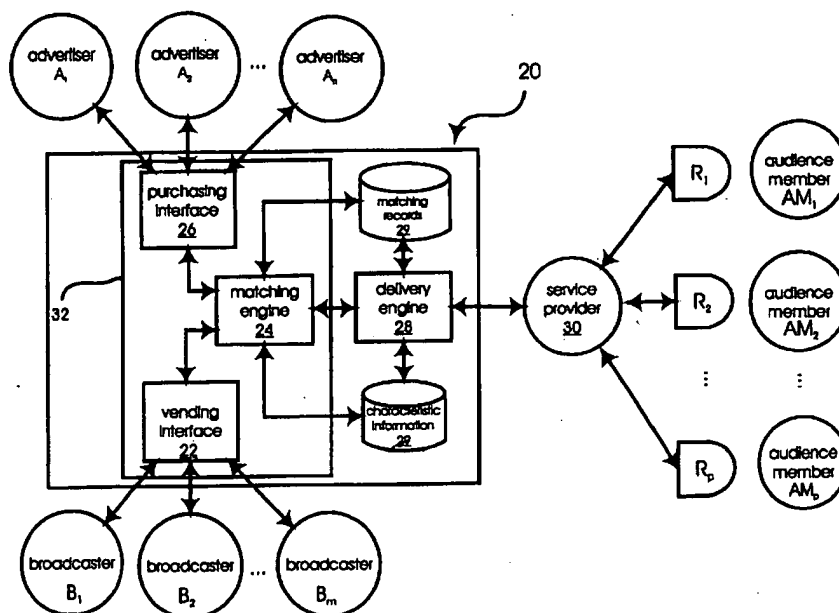 advertiser
A₁
advertiser
A₂
...
advertiser
Aₙ
20
purchasing
interface
26
matching
records
29
R₁
audience
member
AM₁
32
matching
engine
24
delivery
engine
28
service
provider
30
R₂
audience
member
AM₂
...
...
vending
interface
22
characteristic
information
29
Rₚ
audience
member
AMₚ
broadcaster
B₁
broadcaster
B₂
...
broadcaster
Bₘ